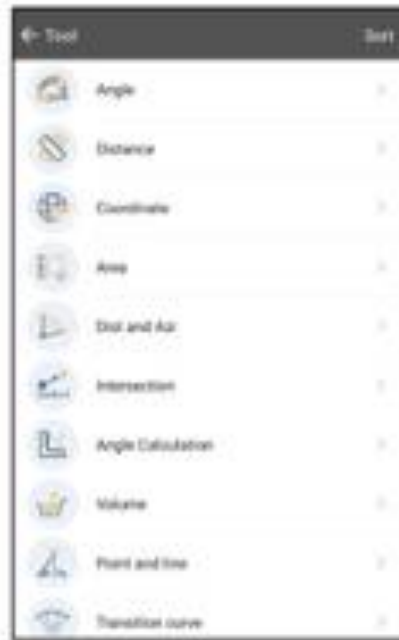 Tool Sort
Angle
Distance
Coordinate
Area
Dist and Azi
Intersection
Angle Calculation
Volume
Point and line
Transition curve